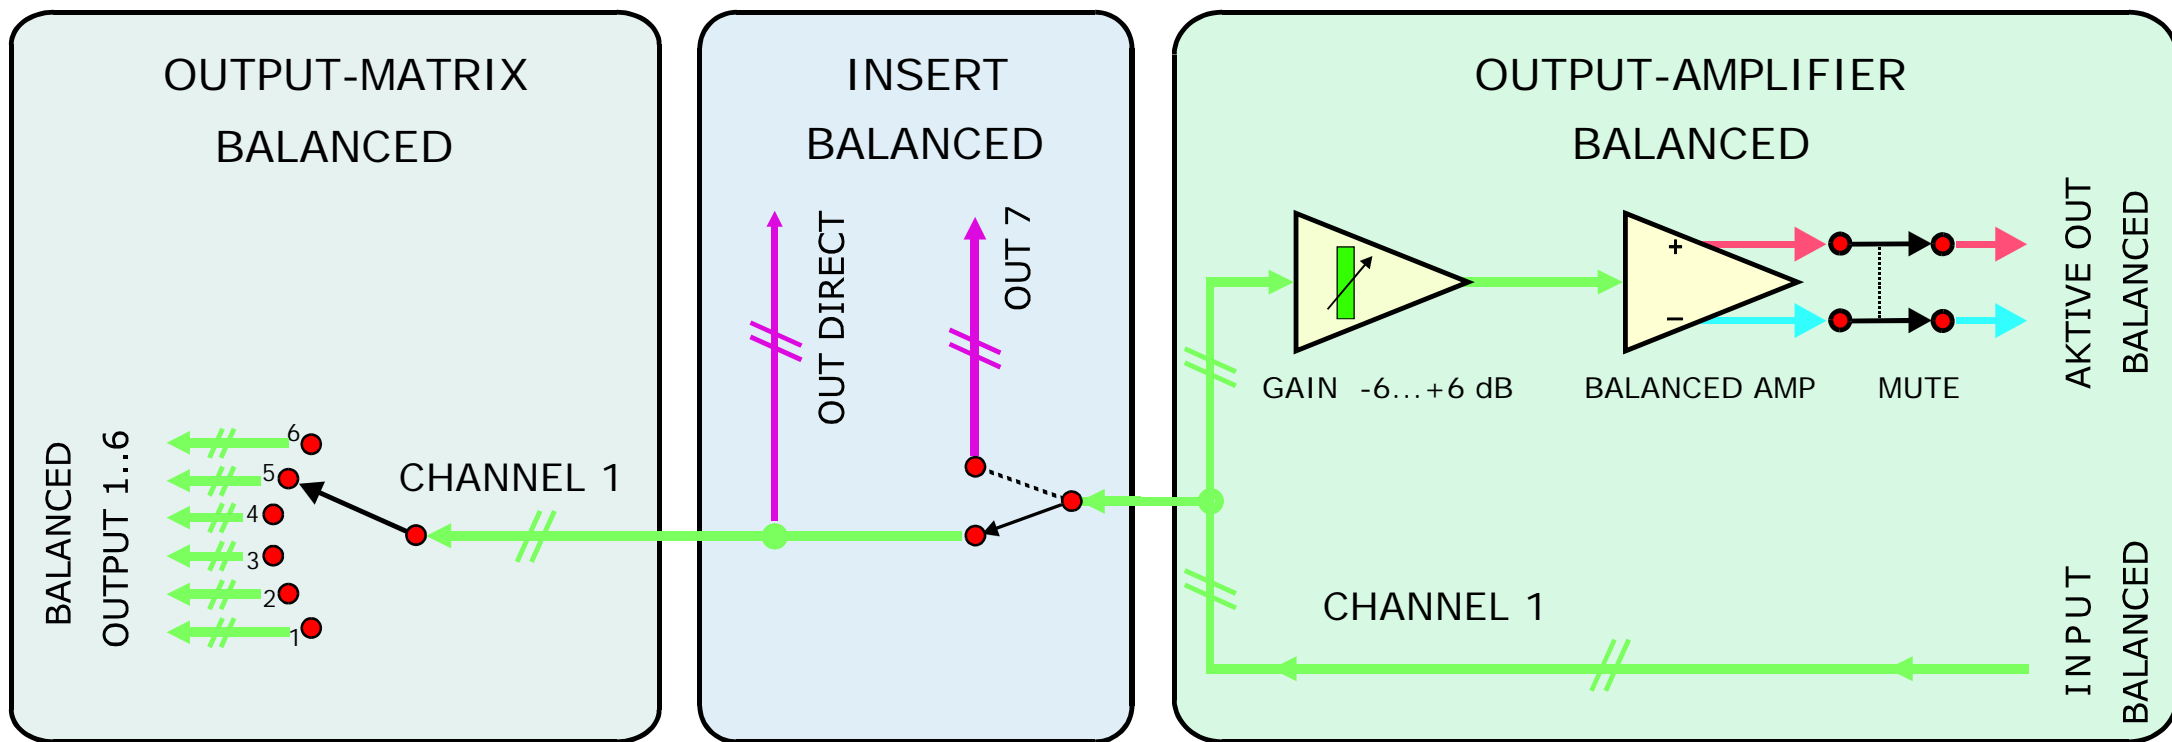 OUTPUT-MATRIX
BALANCED
BALANCED
OUTPUT 1..6
6
5
4
3
2
1
CHANNEL 1
INSERT
BALANCED
OUT DIRECT
OUT 7
OUTPUT-AMPLIFIER
BALANCED
+
−
GAIN -6...+6 dB
BALANCED AMP
MUTE
AKTIVE OUT
BALANCED
CHANNEL 1
INPUT
BALANCED